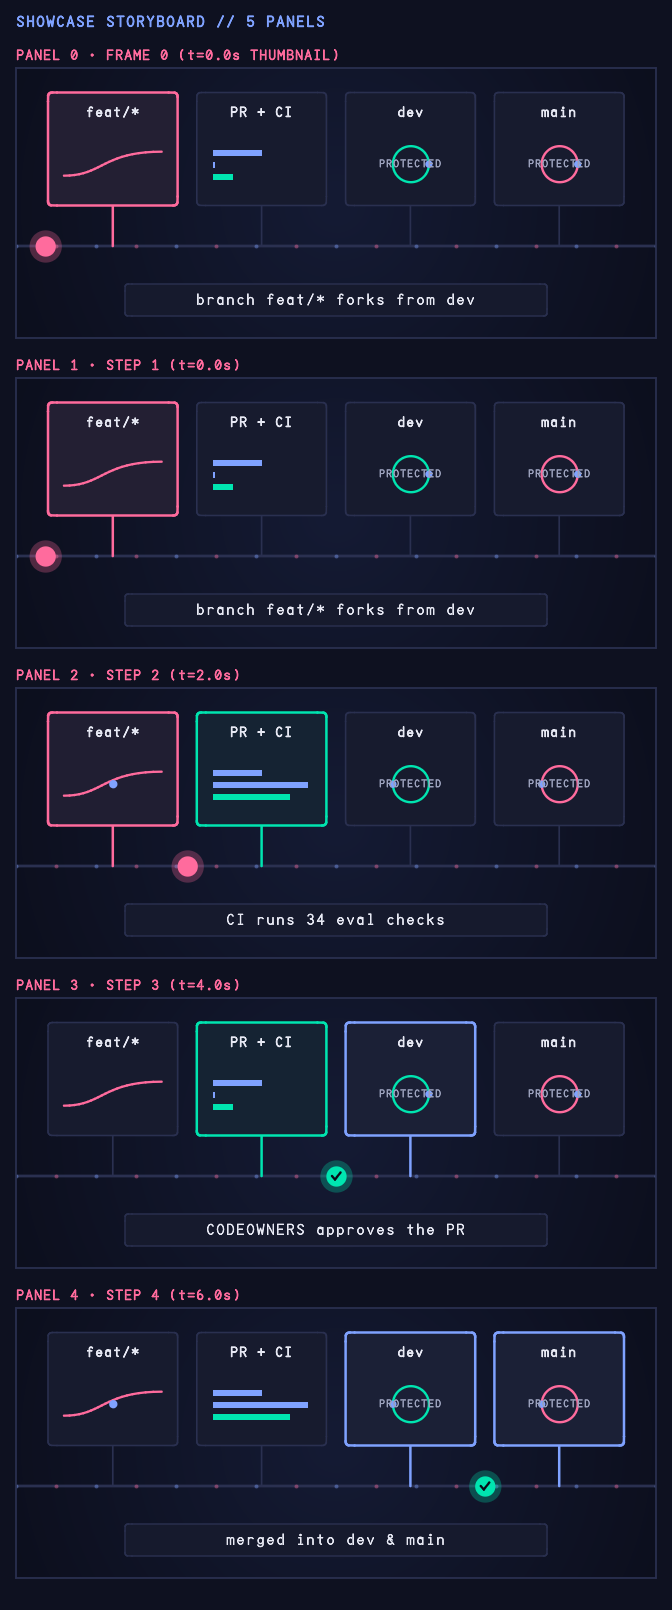 SHOWCASE STORYBOARD // 5 PANELS
PANEL 0 • FRAME 0 (t=0.0s THUMBNAIL)
feat/* PR + CI dev main
PROTECTED PROTECTED
branch feat/* forks from dev
PANEL 1 • STEP 1 (t=0.0s)
feat/* PR + CI dev main
PROTECTED PROTECTED
branch feat/* forks from dev
PANEL 2 • STEP 2 (t=2.0s)
feat/* PR + CI dev main
PROTECTED PROTECTED
CI runs 34 eval checks
PANEL 3 • STEP 3 (t=4.0s)
feat/* PR + CI dev main
PROTECTED PROTECTED
CODEOWNERS approves the PR
PANEL 4 • STEP 4 (t=6.0s)
feat/* PR + CI dev main
PROTECTED PROTECTED
merged into dev & main